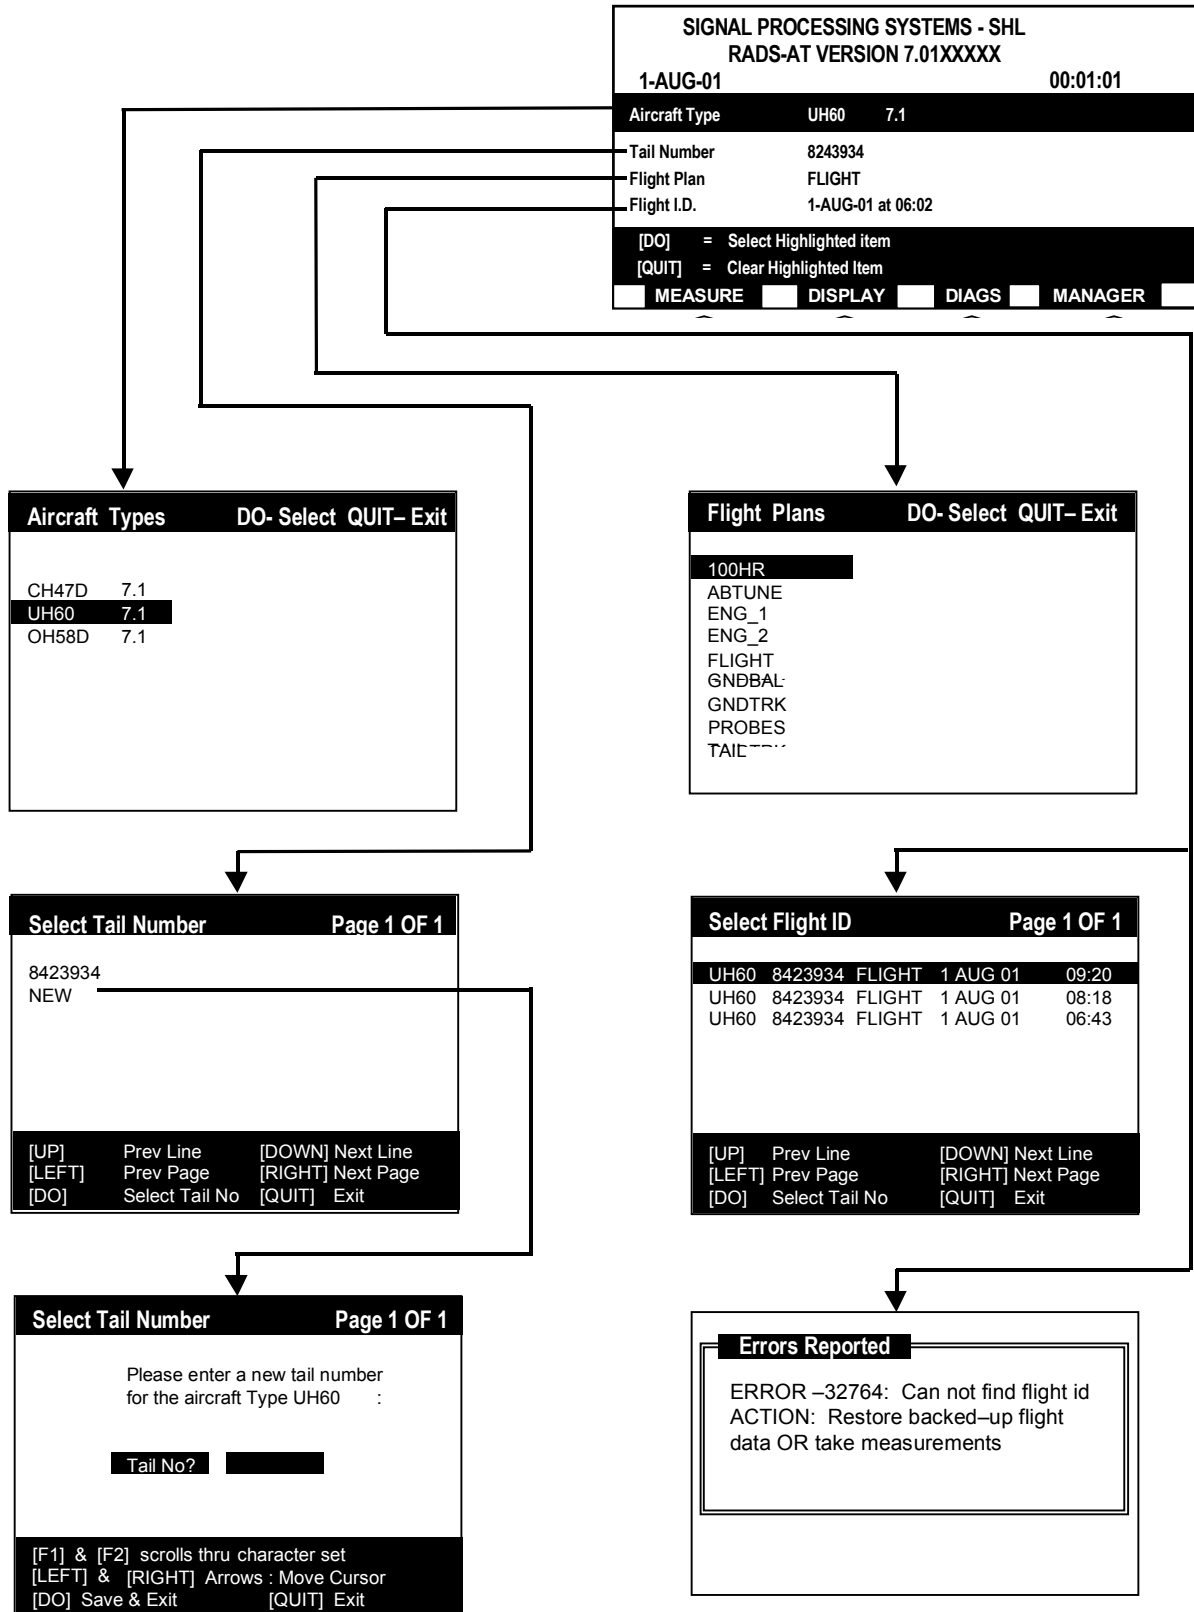 SIGNAL PROCESSING SYSTEMS - SHL
RADS-AT VERSION 7.01XXXXX
1-AUG-01 00:01:01
Aircraft Type UH60 7.1
Tail Number 8243934
Flight Plan FLIGHT
Flight I.D. 1-AUG-01 at 06:02
[DO] = Select Highlighted item
[QUIT] = Clear Highlighted Item
MEASURE DISPLAY DIAGS MANAGER
Aircraft Types DO- Select QUIT– Exit
CH47D 7.1
UH60 7.1
OH58D 7.1
Flight Plans DO- Select QUIT– Exit
100HR
ABTUNE
ENG_1
ENG_2
FLIGHT
GNDBAL
GNDTRK
PROBES
TAIL
Select Tail Number Page 1 OF 1
8423934
NEW
[UP] Prev Line [DOWN] Next Line
[LEFT] Prev Page [RIGHT] Next Page
[DO] Select Tail No [QUIT] Exit
Select Flight ID Page 1 OF 1
UH60 8423934 FLIGHT 1 AUG 01 09:20
UH60 8423934 FLIGHT 1 AUG 01 08:18
UH60 8423934 FLIGHT 1 AUG 01 06:43
[UP] Prev Line [DOWN] Next Line
[LEFT] Prev Page [RIGHT] Next Page
[DO] Select Tail No [QUIT] Exit
Select Tail Number Page 1 OF 1
Please enter a new tail number
for the aircraft Type UH60 :
Tail No?
[F1] & [F2] scrolls thru character set
[LEFT] & [RIGHT] Arrows : Move Cursor
[DO] Save & Exit [QUIT] Exit
Errors Reported
ERROR –32764: Can not find flight id
ACTION: Restore backed–up flight
data OR take measurements